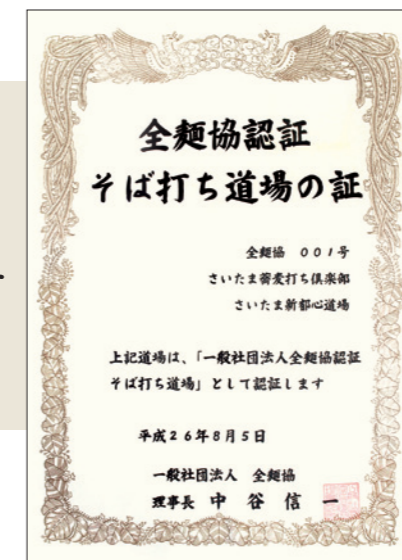 全麺協認証
そば打ち道場の証
全麺協 001号
さいたま蕎麦打ち倶楽部
さいたま新都心道場
上記道場は、「一般社団法人全麺協認証
そば打ち道場」として認証します
平成26年8月5日
一般社団法人 全麺協
理事長 中谷信一